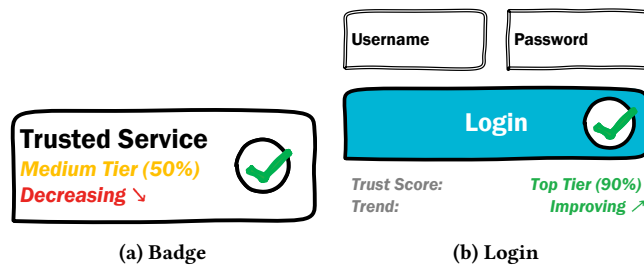 Trusted Service
Medium Tier (50%)
Decreasing ↘
(a) Badge
Username
Password
Login
Trust Score: Top Tier (90%)
Trend: Improving ↗
(b) Login